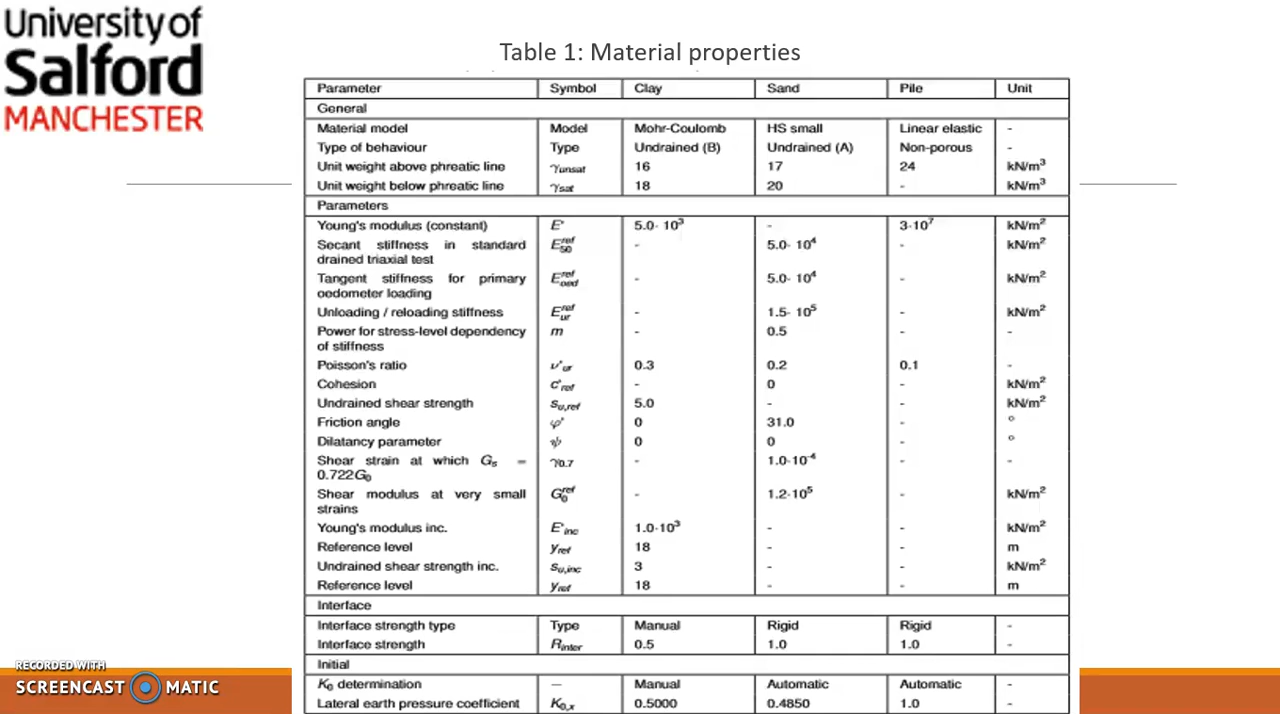 University of
Salford
MANCHESTER
Table 1: Material properties
Parameter Symbol Clay Sand Pile Unit
General
Material model Model Mohr-Coulomb HS small Linear elastic -
Type of behaviour Type Undrained (B) Undrained (A) Non-porous -
Unit weight above phreatic line γunsat 16 17 24 kN/m³
Unit weight below phreatic line γsat 18 20 - kN/m³
Parameters
Young's modulus (constant) E' 5.0· 10³ - 3·10⁷ kN/m²
Secant stiffness in standard E50ref - 5.0· 10⁴ - kN/m²
drained triaxial test
Tangent stiffness for primary Eoedref - 5.0· 10⁴ - kN/m²
oedometer loading
Unloading / reloading stiffness Eurref - 1.5· 10⁵ - kN/m²
Power for stress-level dependency m - 0.5 - -
of stiffness
Poisson's ratio ν'ur 0.3 0.2 0.1 -
Cohesion c'ref - 0 - kN/m²
Undrained shear strength su,ref 5.0 - - kN/m²
Friction angle φ' 0 31.0 - °
Dilatancy parameter ψ 0 0 - °
Shear strain at which Gs = γ0.7 - 1.0·10⁻⁴ - -
0.722G0
Shear modulus at very small G0ref - 1.2·10⁵ - kN/m²
strains
Young's modulus inc. E'inc 1.0·10³ - - kN/m²
Reference level yref 18 - - m
Undrained shear strength inc. su,inc 3 - - kN/m²
Reference level yref 18 - - m
Interface
Interface strength type Type Manual Rigid Rigid -
Interface strength Rinter 0.5 1.0 1.0 -
Initial
K0 determination — Manual Automatic Automatic -
Lateral earth pressure coefficient K0,x 0.5000 0.4850 1.0 -
RECORDED WITH
SCREENCAST MATIC